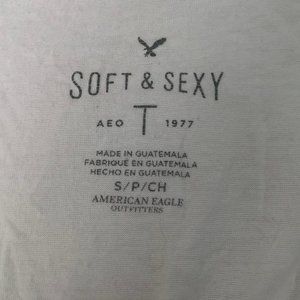 SOFT & SEXY
AEO T 1977
MADE IN GUATEMALA
FABRIQUÉ EN GUATEMALA
HECHO EN GUATEMALA
S/P/CH
AMERICAN EAGLE
OUTFITTERS